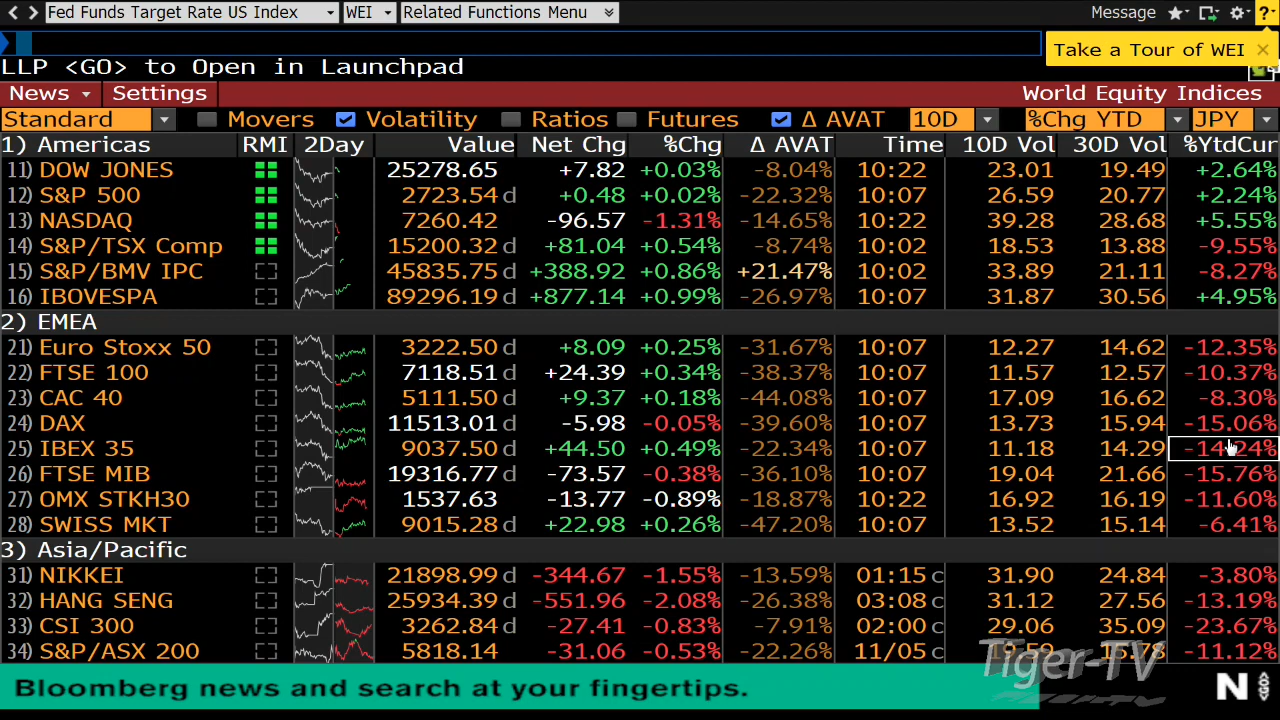 Fed Funds Target Rate US Index WEI Related Functions Menu Message ?
Take a Tour of WEI ×
LLP <GO> to Open in Launchpad
News Settings World Equity Indices
Standard Movers Volatility Ratios Futures Δ AVAT 10D %Chg YTD JPY
1) Americas RMI 2Day Value Net Chg %Chg Δ AVAT Time 10D Vol 30D Vol %YtdCur
11) DOW JONES 25278.65 +7.82 +0.03% -8.04% 10:22 23.01 19.49 +2.64%
12) S&P 500 2723.54 d +0.48 +0.02% -22.32% 10:07 26.59 20.77 +2.24%
13) NASDAQ 7260.42 -96.57 -1.31% -14.65% 10:22 39.28 28.68 +5.55%
14) S&P/TSX Comp 15200.32 d +81.04 +0.54% -8.74% 10:02 18.53 13.88 -9.55%
15) S&P/BMV IPC 45835.75 d +388.92 +0.86% +21.47% 10:02 33.89 21.11 -8.27%
16) IBOVESPA 89296.19 d +877.14 +0.99% -26.97% 10:07 31.87 30.56 +4.95%
2) EMEA
21) Euro Stoxx 50 3222.50 d +8.09 +0.25% -31.67% 10:07 12.27 14.62 -12.35%
22) FTSE 100 7118.51 d +24.39 +0.34% -38.37% 10:07 11.57 12.57 -10.37%
23) CAC 40 5111.50 d +9.37 +0.18% -44.08% 10:07 17.09 16.62 -8.30%
24) DAX 11513.01 d -5.98 -0.05% -39.60% 10:07 13.73 15.94 -15.06%
25) IBEX 35 9037.50 d +44.50 +0.49% -22.34% 10:07 11.18 14.29 -14.24%
26) FTSE MIB 19316.77 d -73.57 -0.38% -36.10% 10:07 19.04 21.66 -15.76%
27) OMX STKH30 1537.63 -13.77 -0.89% -18.87% 10:22 16.92 16.19 -11.60%
28) SWISS MKT 9015.28 d +22.98 +0.26% -47.20% 10:07 13.52 15.14 -6.41%
3) Asia/Pacific
31) NIKKEI 21898.99 d -344.67 -1.55% -13.59% 01:15 c 31.90 24.84 -3.80%
32) HANG SENG 25934.39 d -551.96 -2.08% -26.38% 03:08 c 31.12 27.56 -13.19%
33) CSI 300 3262.84 d -27.41 -0.83% -7.91% 02:00 c 29.06 35.09 -23.67%
34) S&P/ASX 200 5818.14 -31.06 -0.53% -22.26% 11/05 c -11.12%
Tiger-TV
Bloomberg news and search at your fingertips.
N